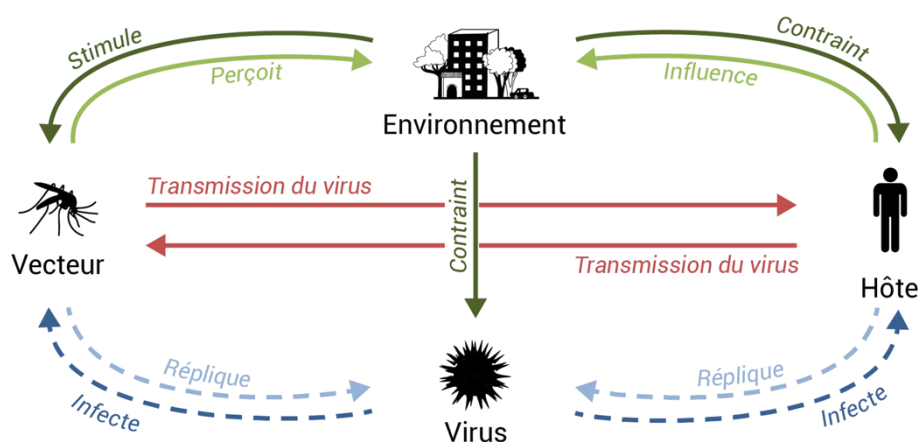 Stimule
Contraint
Perçoit
Influence
Environnement
Transmission du virus
Contraint
Vecteur
Transmission du virus
Hôte
Réplique
Réplique
Infecte
Infecte
Virus